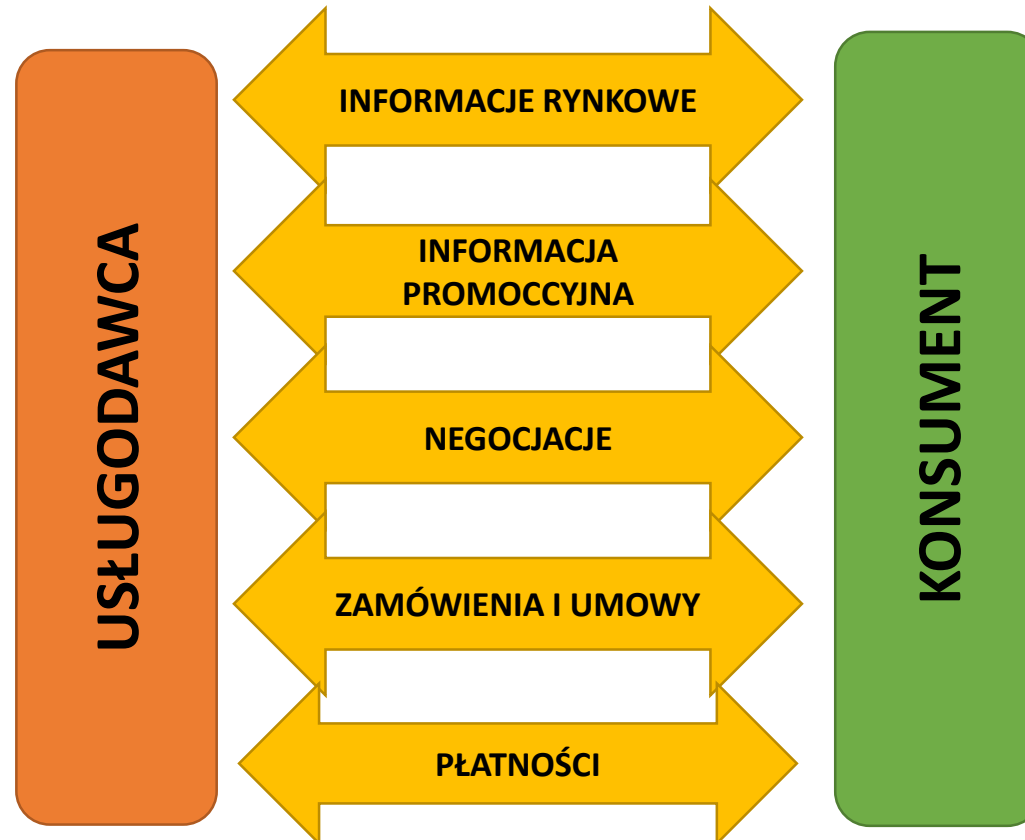 USŁUGODAWCA
INFORMACJE RYNKOWE
INFORMACJA
PROMOCCYJNA
NEGOCJACJE
ZAMÓWIENIA I UMOWY
PŁATNOŚCI
KONSUMENT